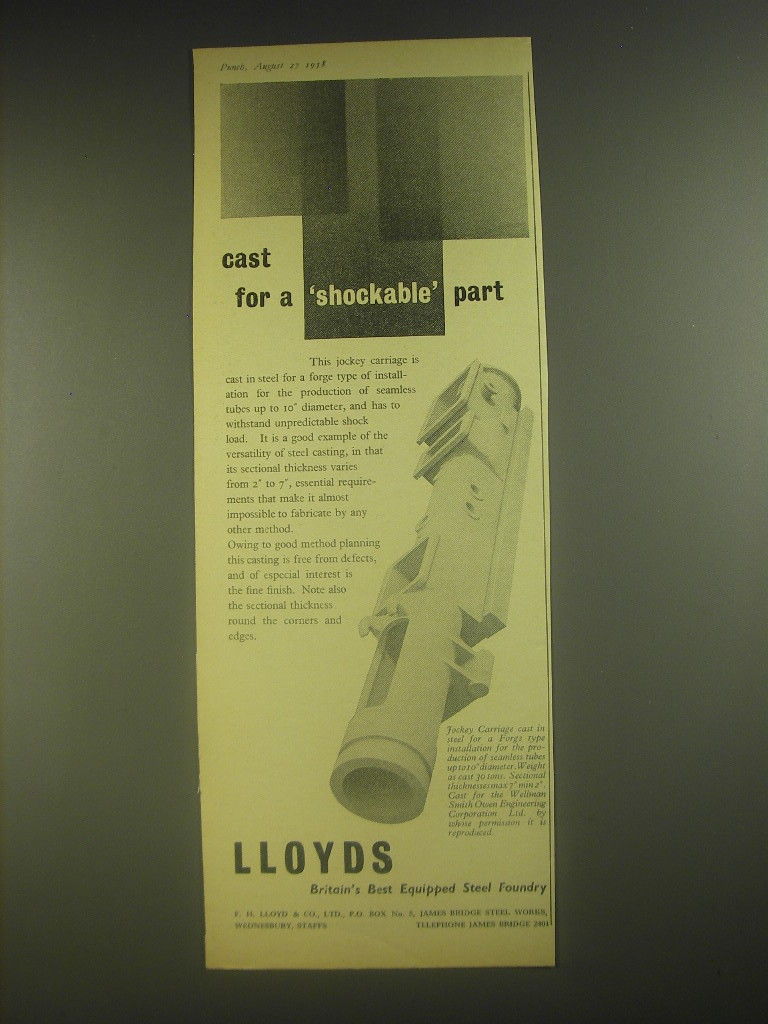 Punch, August 27 1958
cast
for a 'shockable' part
This jockey carriage is
cast in steel for a forge type of install-
ation for the production of seamless
tubes up to 10" diameter, and has to
withstand unpredictable shock
load. It is a good example of the
versatility of steel casting, in that
its sectional thickness varies
from 2" to 7", essential require-
ments that make it almost
impossible to fabricate by any
other method.
Owing to good method planning
this casting is free from defects,
and of especial interest is
the fine finish. Note also
the sectional thickness
round the corners and
edges.
Jockey Carriage cast in
steel for a Forge type
installation for the pro-
duction of seamless tubes
up to 10" diameter. Weight
as cast 30 tons. Sectional
thicknesses max 7" min 2".
Cast for the Wellman
Smith Owen Engineering
Corporation Ltd. by
whose permission it is
reproduced.
LLOYDS
Britain's Best Equipped Steel Foundry
F. H. LLOYD & CO., LTD., P.O. BOX No. 5, JAMES BRIDGE STEEL WORKS,
WEDNESBURY, STAFFS TELEPHONE JAMES BRIDGE 2401